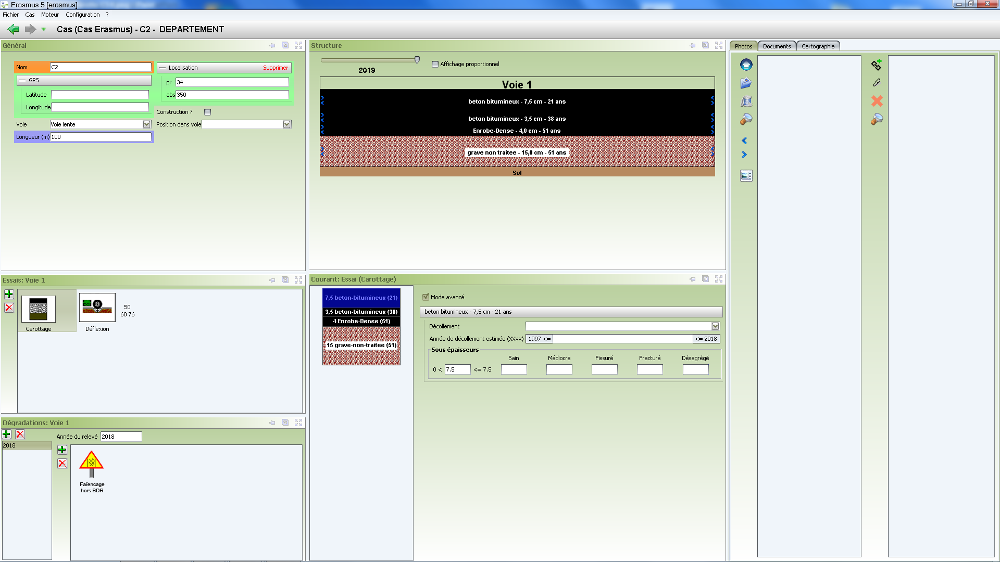 Erasmus 5 [erasmus]
Fichier Cas Moteur Configuration ?
Cas (Cas Erasmus) - C2 - DEPARTEMENT
Général
Nom C2
GPS
Latitude
Longitude
Voie Voie lente
Longueur (m) 100
Localisation Supprimer
pr 34
abs 350
Construction ?
Position dans voie
Structure
2019
Affichage proportionnel
Voie 1
beton bitumineux - 7,5 cm - 21 ans
beton bitumineux - 3,5 cm - 38 ans
Enrobe-Dense - 4,0 cm - 51 ans
grave non traitee - 15,0 cm - 51 ans
Sol
Photos Documents Cartographie
Essais: Voie 1
Carottage
Déflexion
50
60 76
Courant: Essai (Carottage)
7,5 beton-bitumineux (21)
3,5 beton-bitumineux (38)
4 Enrobe-Dense (51)
15 grave-non-traitee (51)
Mode avancé
beton bitumineux - 7,5 cm - 21 ans
Décollement
Année de décollement estimée (XXXX) 1997 <= <= 2018
Sous épaisseurs
Sain Médiocre Fissuré Fracturé Désagrégé
0 < 7.5 <= 7.5
Dégradations: Voie 1
Année du relevé 2018
2018
Faïencage
hors BDR